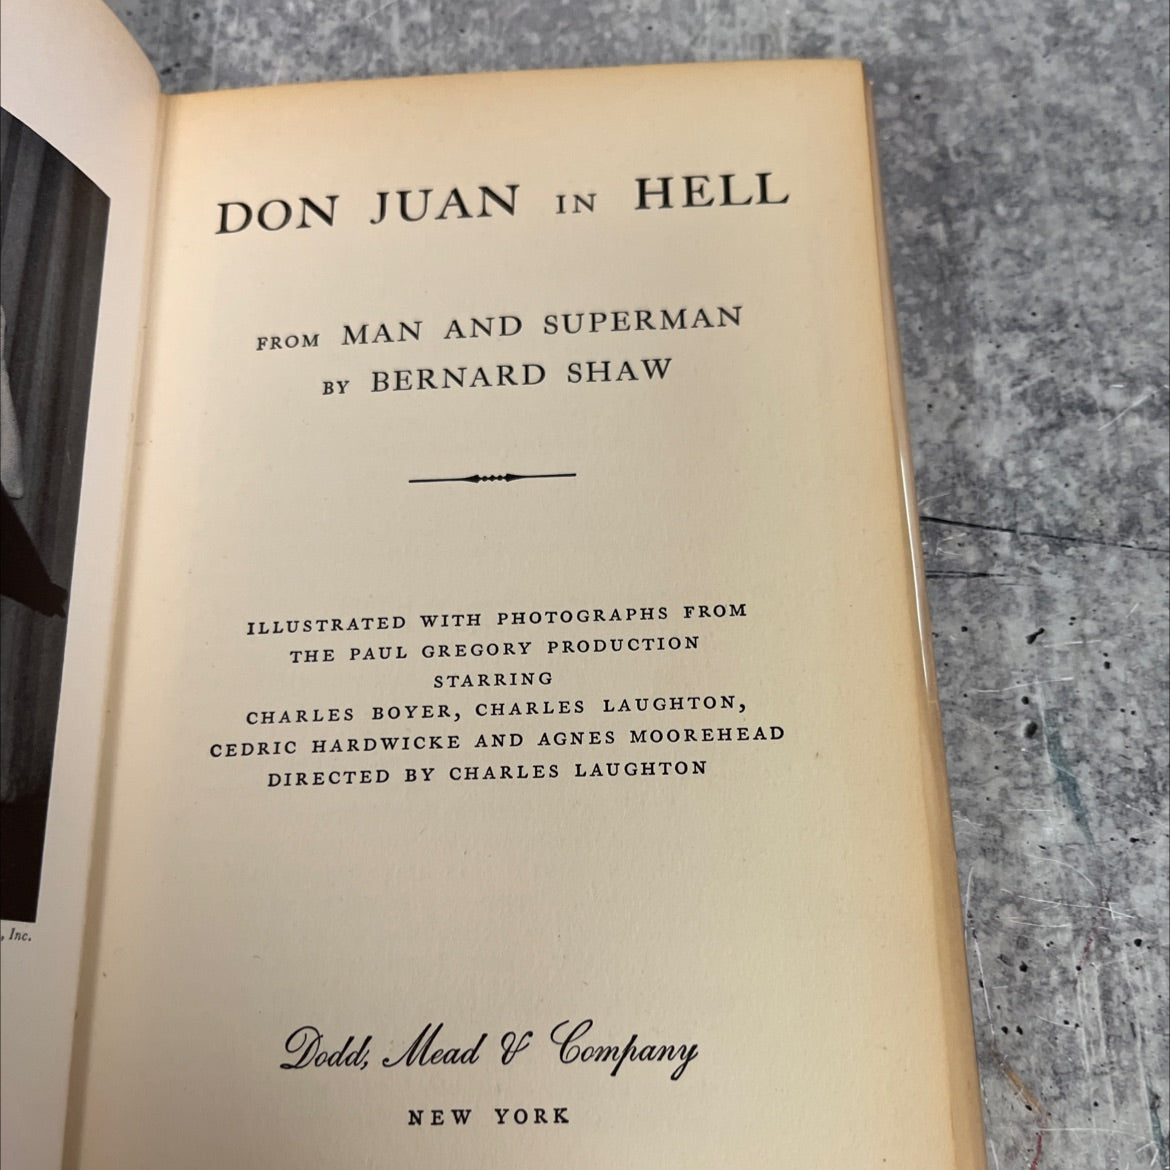 DON JUAN IN HELL
FROM MAN AND SUPERMAN
BY BERNARD SHAW
ILLUSTRATED WITH PHOTOGRAPHS FROM
THE PAUL GREGORY PRODUCTION
STARRING
CHARLES BOYER, CHARLES LAUGHTON,
CEDRIC HARDWICKE AND AGNES MOOREHEAD
DIRECTED BY CHARLES LAUGHTON
, Inc.
Dodd, Mead & Company
NEW YORK